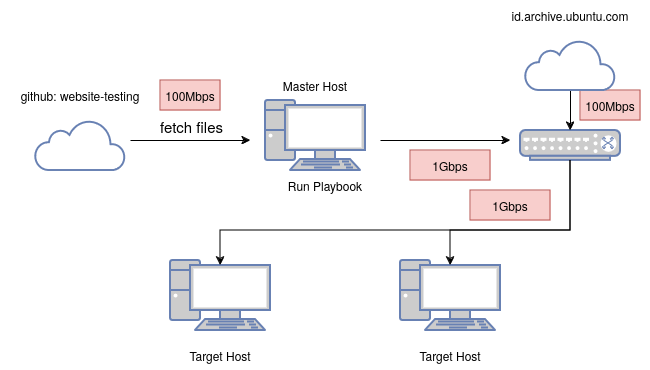 id.archive.ubuntu.com
Master Host
github: website-testing
100Mbps
100Mbps
fetch files
1Gbps
Run Playbook
1Gbps
Target Host
Target Host